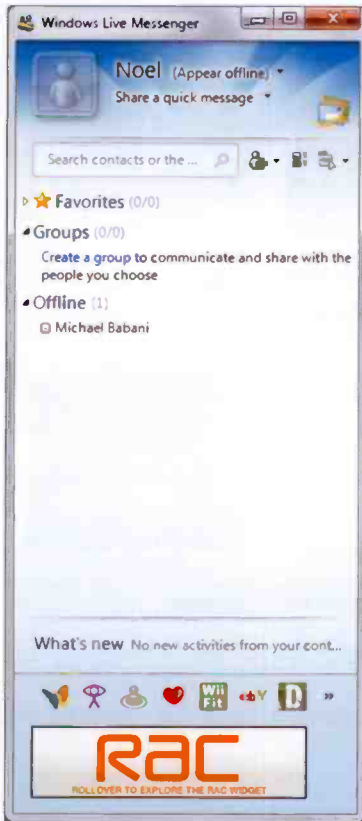 Windows Live Messenger
Noel (Appear offline)
Share a quick message
Search contacts or the ...
Favorites (0/0)
Groups (0/0)
Create a group to communicate and share with the
people you choose
Offline (1)
Michael Babani
What's new No new activities from your cont...
Wii
Fit
ebY
D
»
RAC
ROLLOVER TO EXPLORE THE RAC WIDGET